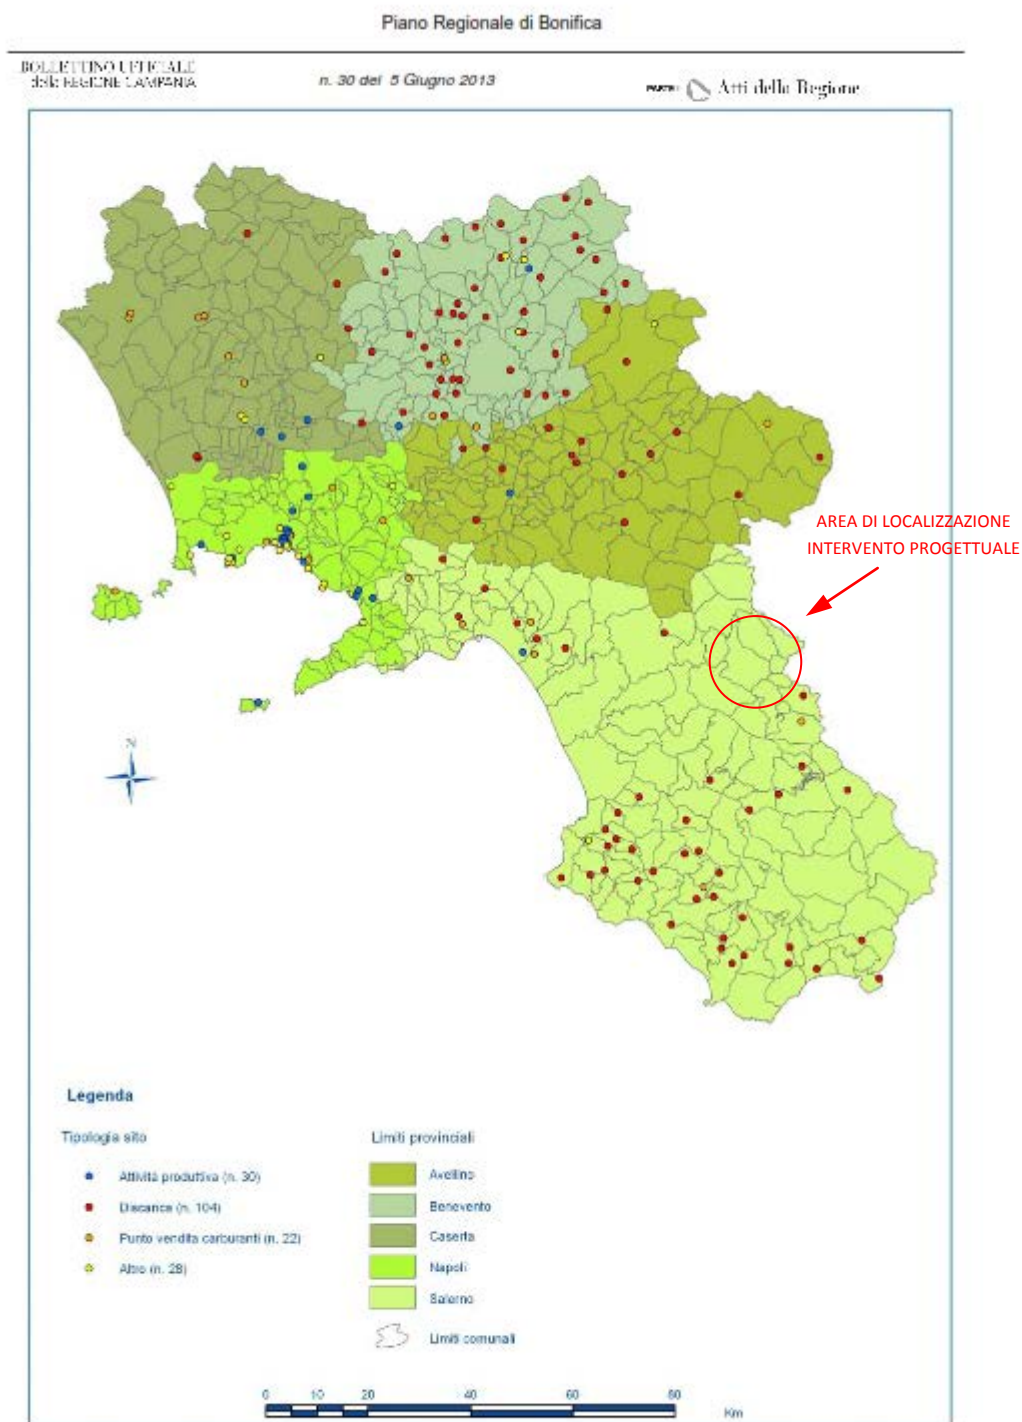 Piano Regionale di Bonifica
BOLLETTINO UFFICIALE
della REGIONE CAMPANIA
n. 30 del 5 Giugno 2013
PARTE I Atti della Regione
AREA DI LOCALIZZAZIONE
INTERVENTO PROGETTUALE
N
Legenda
Tipologia sito
Attività produttiva (n. 30)
Discarica (n. 104)
Punto vendita carburanti (n. 22)
Altro (n. 28)
Limiti provinciali
Avellino
Benevento
Caserta
Napoli
Salerno
Limiti comunali
0 10 20 40 60 80
Km